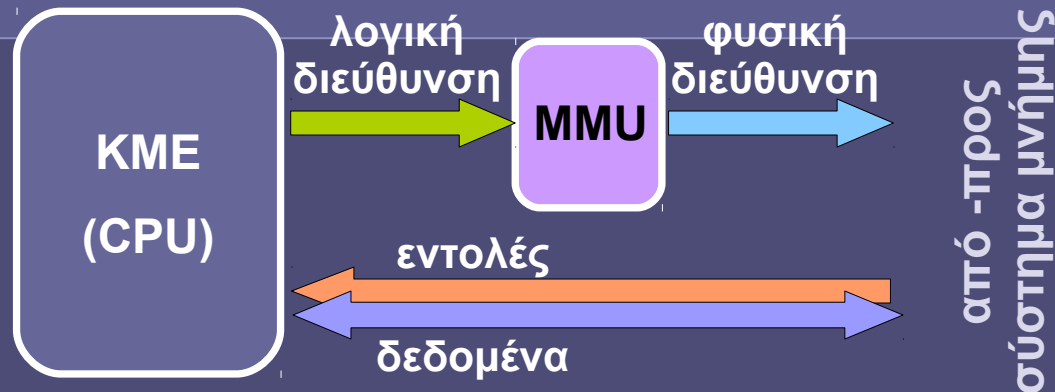 λογική
διεύθυνση
φυσική
διεύθυνση
MMU
ΚΜΕ
(CPU)
εντολές
δεδομένα
από -προς
σύστημα μνήμης